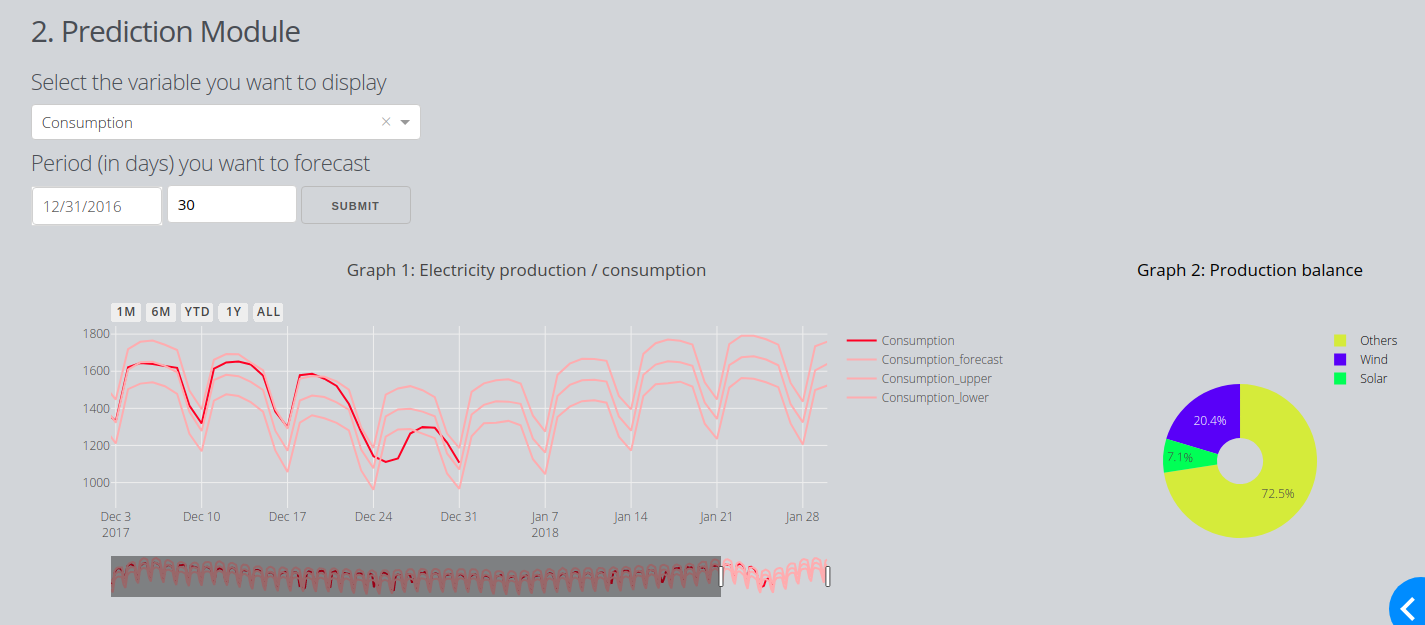 2. Prediction Module
Select the variable you want to display
Consumption
Period (in days) you want to forecast
12/31/2016 30 SUBMIT
Graph 1: Electricity production / consumption
1M 6M YTD 1Y ALL
1800
1600
1400
1200
1000
Dec 3 Dec 10 Dec 17 Dec 24 Dec 31 Jan 7 Jan 14 Jan 21 Jan 28
2017 2018
Consumption
Consumption_forecast
Consumption_upper
Consumption_lower
Graph 2: Production balance
Others
Wind
Solar
20.4%
7.1%
72.5%